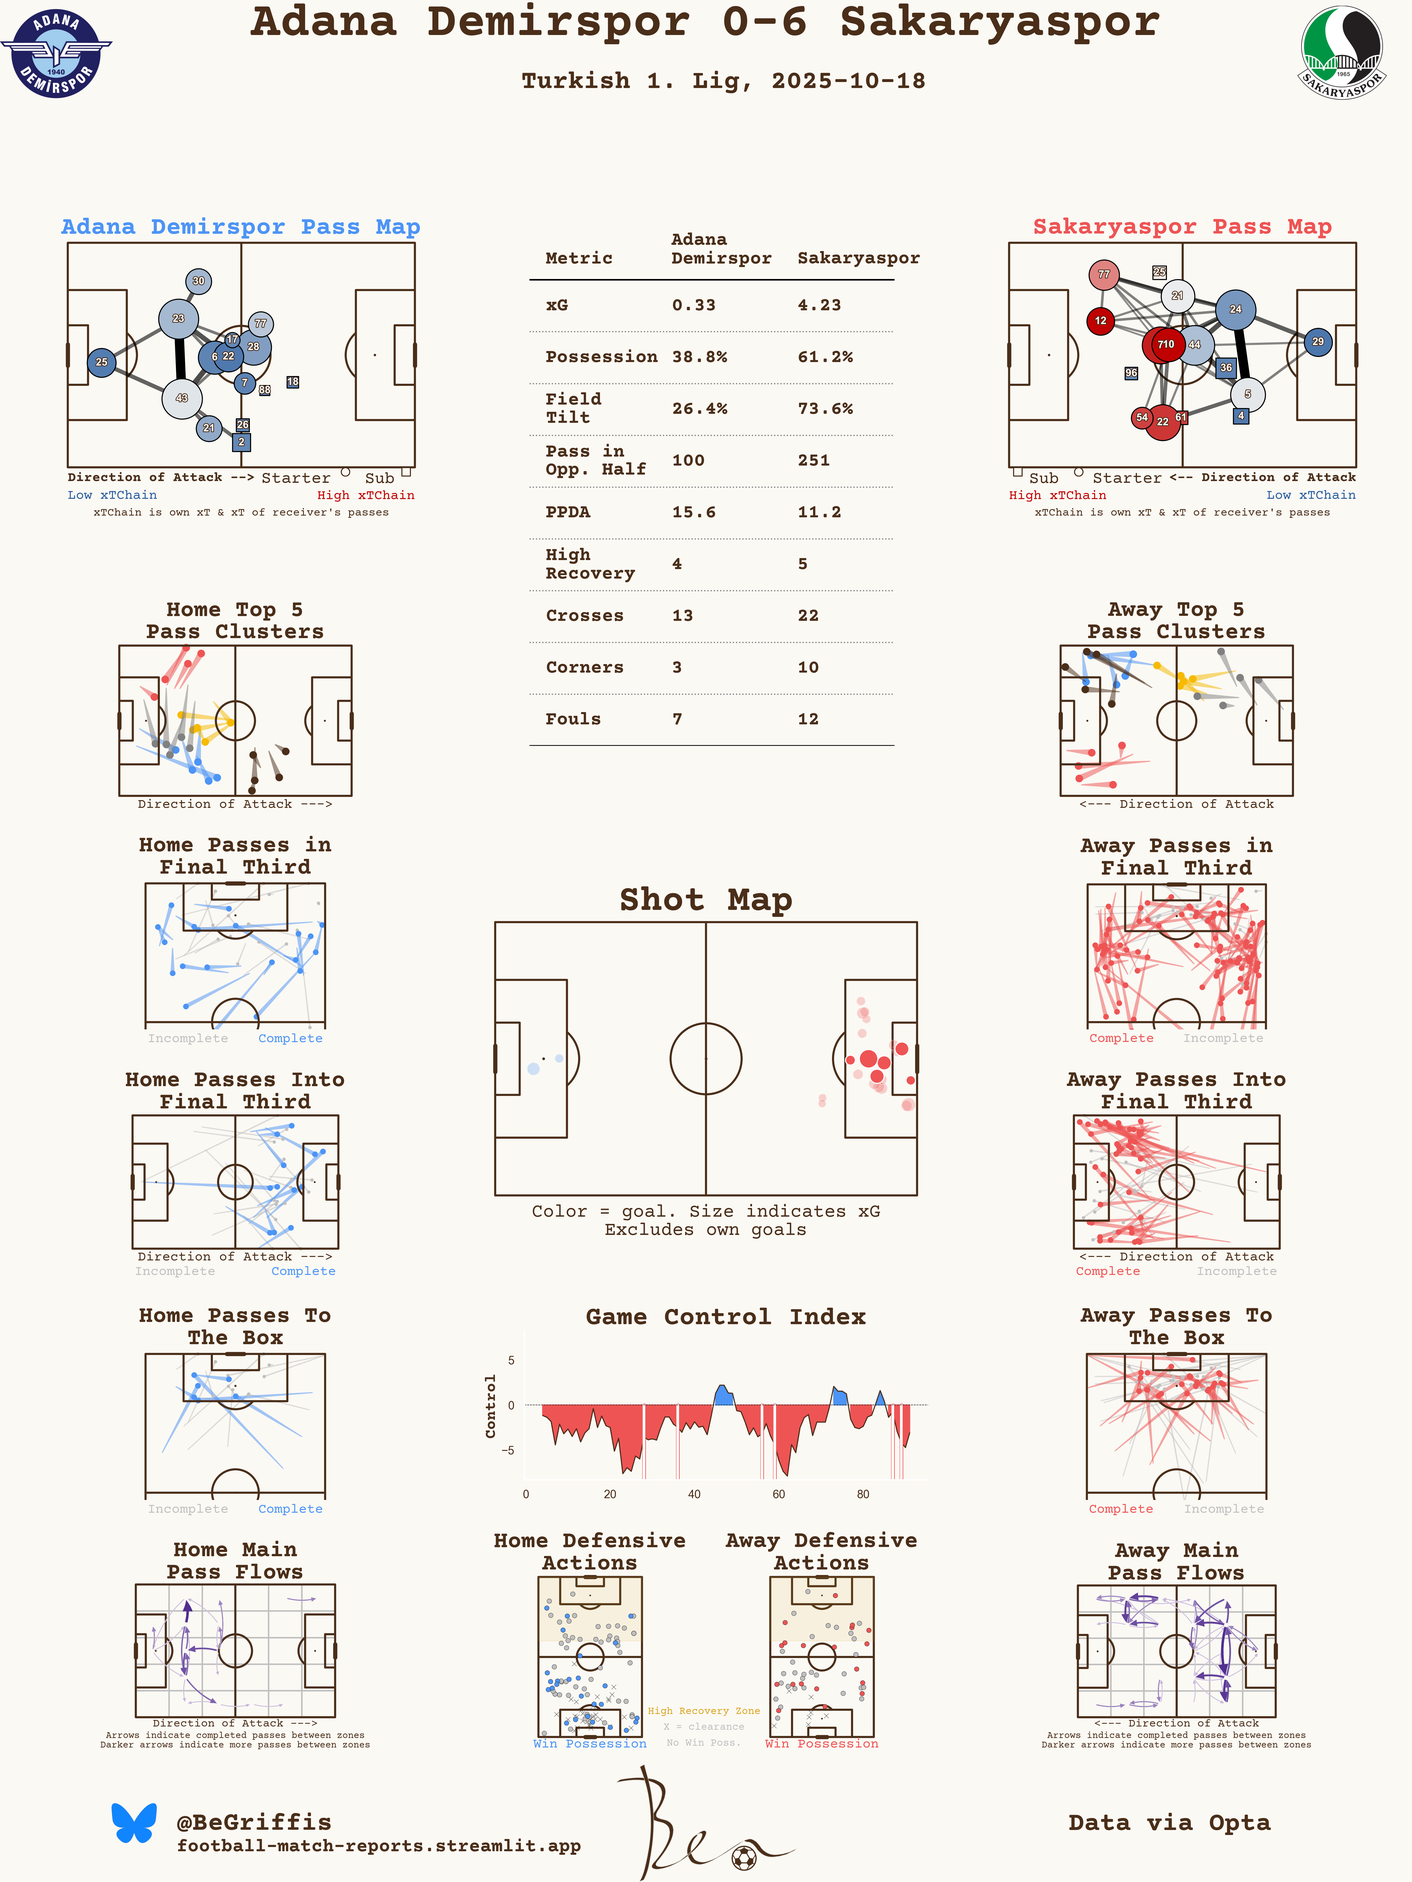 Adana Demirspor 0-6 Sakaryaspor
Turkish 1. Lig, 2025-10-18
ADANA
1940
DEMİRSPOR
1965
SAKARYASPOR
Adana Demirspor Pass Map
30
23
77
17
28
25
6
22
7
18
88
43
21
26
2
Direction of Attack --> Starter Sub
Low xTChain High xTChain
xTChain is own xT & xT of receiver's passes
Metric Adana Demirspor Sakaryaspor
xG 0.33 4.23
Possession 38.8% 61.2%
Field Tilt 26.4% 73.6%
Pass in Opp. Half 100 251
PPDA 15.6 11.2
High Recovery 4 5
Crosses 13 22
Corners 3 10
Fouls 7 12
Sakaryaspor Pass Map
77
25
21
24
12
710
44
29
96
36
5
54
22
61
4
Sub Starter <-- Direction of Attack
High xTChain Low xTChain
xTChain is own xT & xT of receiver's passes
Home Top 5
Pass Clusters
Direction of Attack --->
Away Top 5
Pass Clusters
<--- Direction of Attack
Home Passes in
Final Third
Incomplete Complete
Away Passes in
Final Third
Complete Incomplete
Shot Map
Color = goal. Size indicates xG
Excludes own goals
Home Passes Into
Final Third
Direction of Attack --->
Incomplete Complete
Away Passes Into
Final Third
<--- Direction of Attack
Complete Incomplete
Home Passes To
The Box
Incomplete Complete
Game Control Index
Control
5
0
−5
0 20 40 60 80
Away Passes To
The Box
Complete Incomplete
Home Main
Pass Flows
Direction of Attack --->
Arrows indicate completed passes between zones
Darker arrows indicate more passes between zones
Home Defensive
Actions
Win Possession
Away Defensive
Actions
Win Possession
High Recovery Zone
X = clearance
No Win Poss.
Away Main
Pass Flows
<--- Direction of Attack
Arrows indicate completed passes between zones
Darker arrows indicate more passes between zones
@BeGriffis
football-match-reports.streamlit.app
Ben
Data via Opta